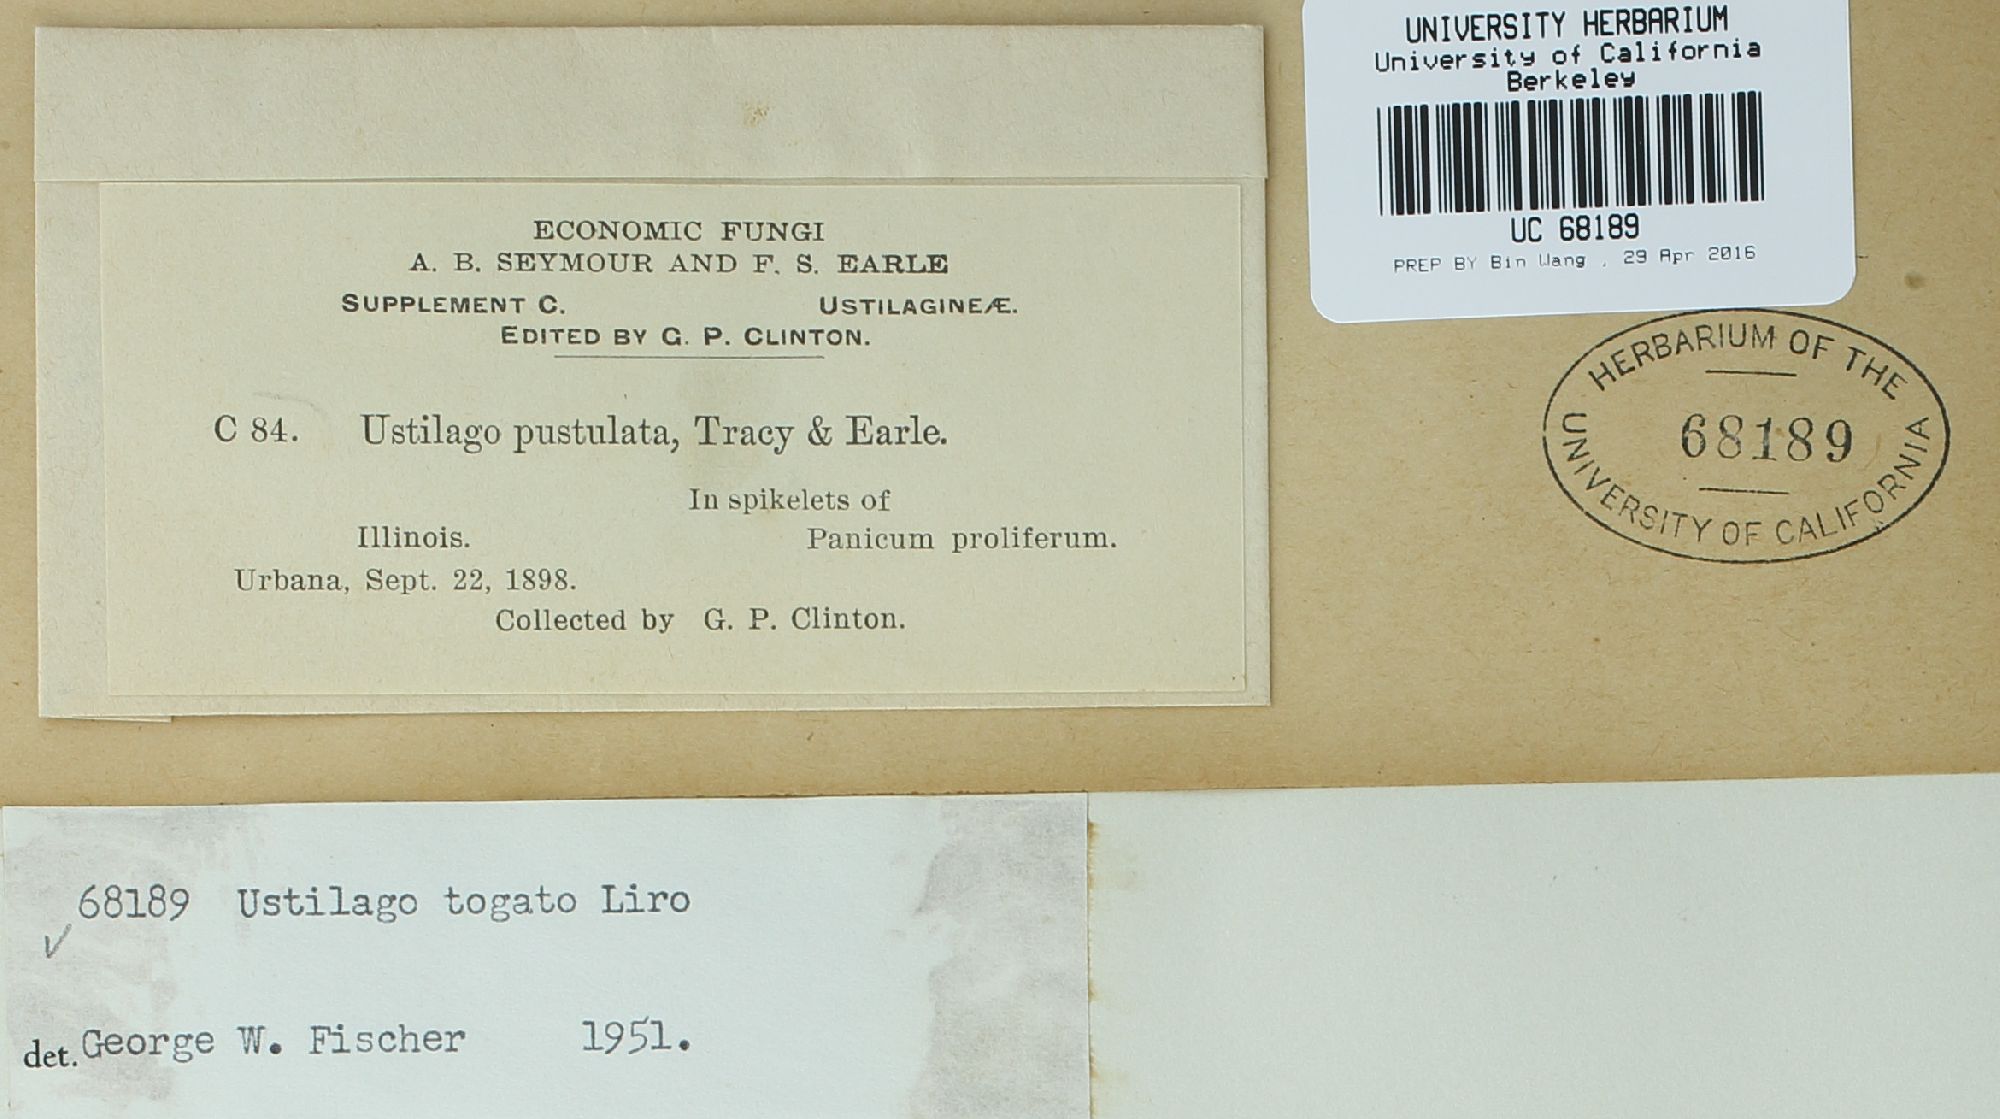 UNIVERSITY HERBARIUM
University of California
Berkeley
UC 68189
PREP BY Bin Wang , 29 Apr 2016
ECONOMIC FUNGI
A. B. SEYMOUR AND F. S. EARLE
SUPPLEMENT C. USTILAGINEÆ.
EDITED BY G. P. CLINTON.
C 84. Ustilago pustulata, Tracy & Earle.
In spikelets of
Illinois. Panicum proliferum.
Urbana, Sept. 22, 1898.
Collected by G. P. Clinton.
HERBARIUM OF THE
68189
UNIVERSITY OF CALIFORNIA
68189 Ustilago togato Liro
det. George W. Fischer 1951.